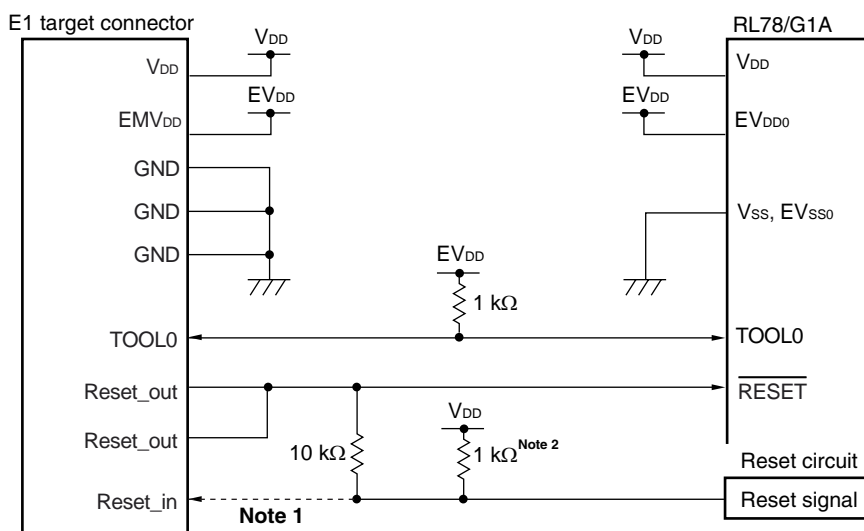 E1 target connector
RL78/G1A
VDD
VDD
VDD
VDD
EVDD
EVDD
EMVDD
EVDD0
GND
GND
VSS, EVSS0
GND
EVDD
1 kΩ
TOOL0
TOOL0
Reset_out
RESET
VDD
Reset_out
10 kΩ
1 kΩ Note 2
Reset circuit
Reset_in
Note 1
Reset signal